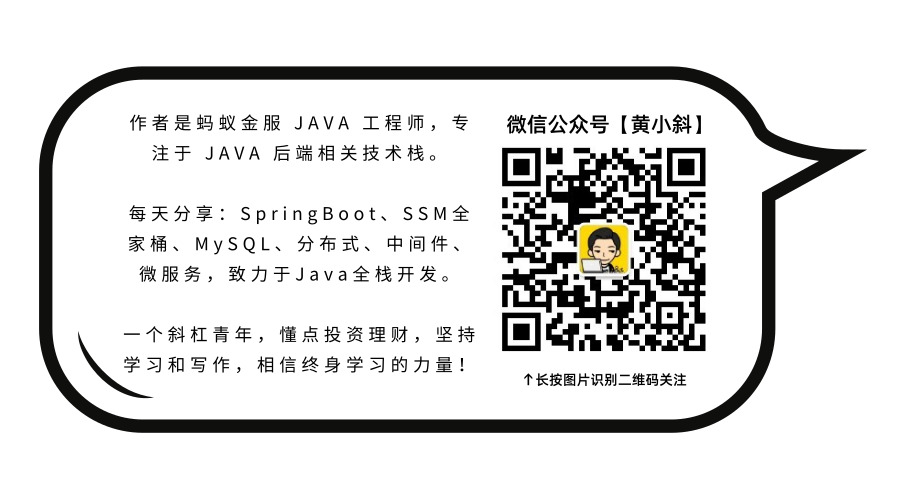 作者是蚂蚁金服 JAVA 工程师，专
注于 JAVA 后端相关技术栈。
每天分享：SpringBoot、SSM全
家桶、MySQL、分布式、中间件、
微服务，致力于Java全栈开发。
一个斜杠青年，懂点投资理财，坚持
学习和写作，相信终身学习的力量！
微信公众号【黄小斜】
↑长按图片识别二维码关注